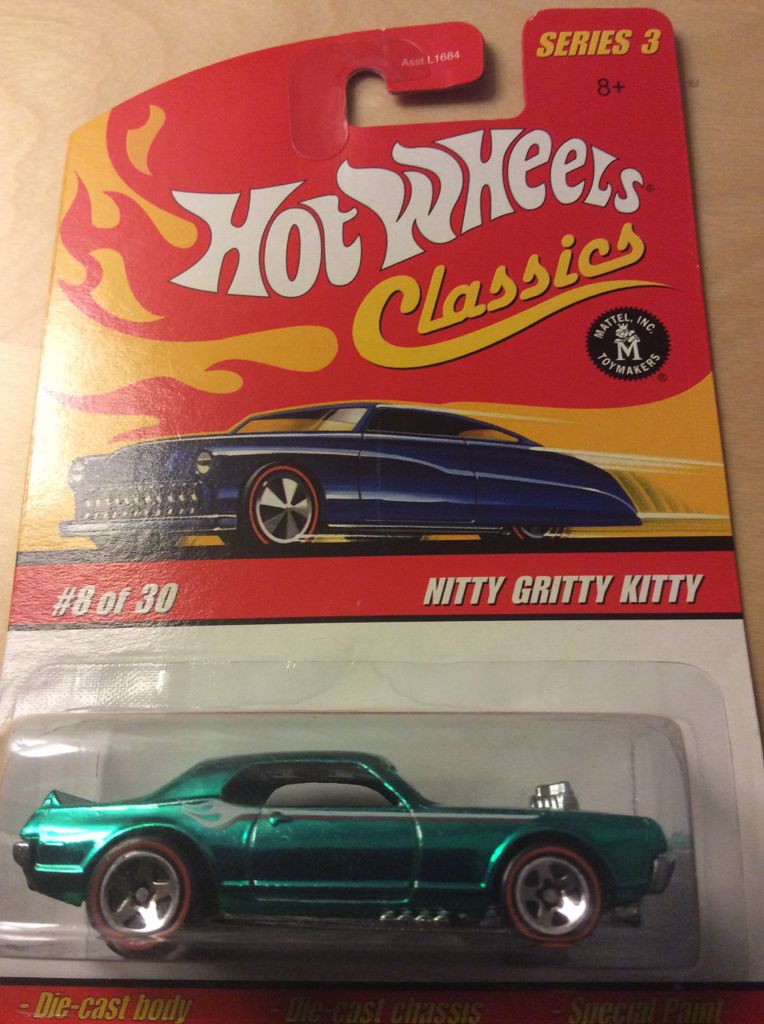 SERIES 3
Asst.L1684
8+
HOT WHEELS®
Classics
MATTEL, INC.
M
TOYMAKERS®
#8 of 30
NITTY GRITTY KITTY
- Die-cast body - Die-cast chassis - Special Paint